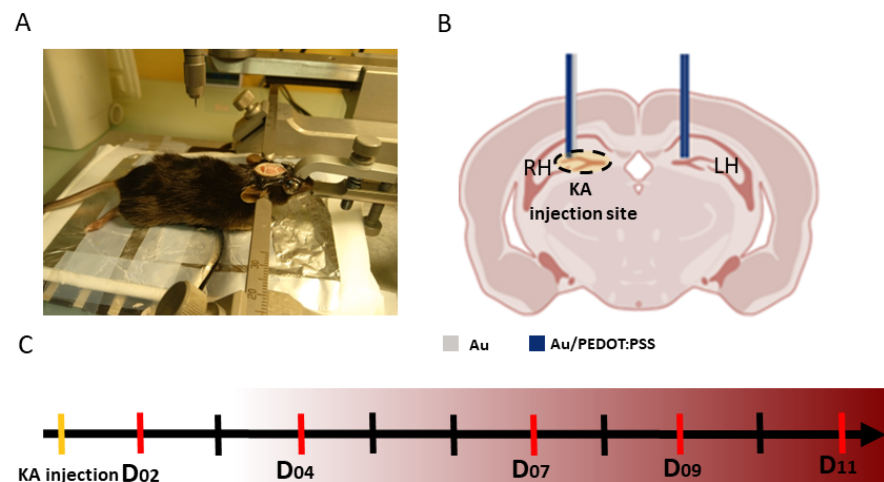 A
B
RH
LH
KA
injection site
Au
Au/PEDOT:PSS
C
KA injection
D02
D04
D07
D09
D11